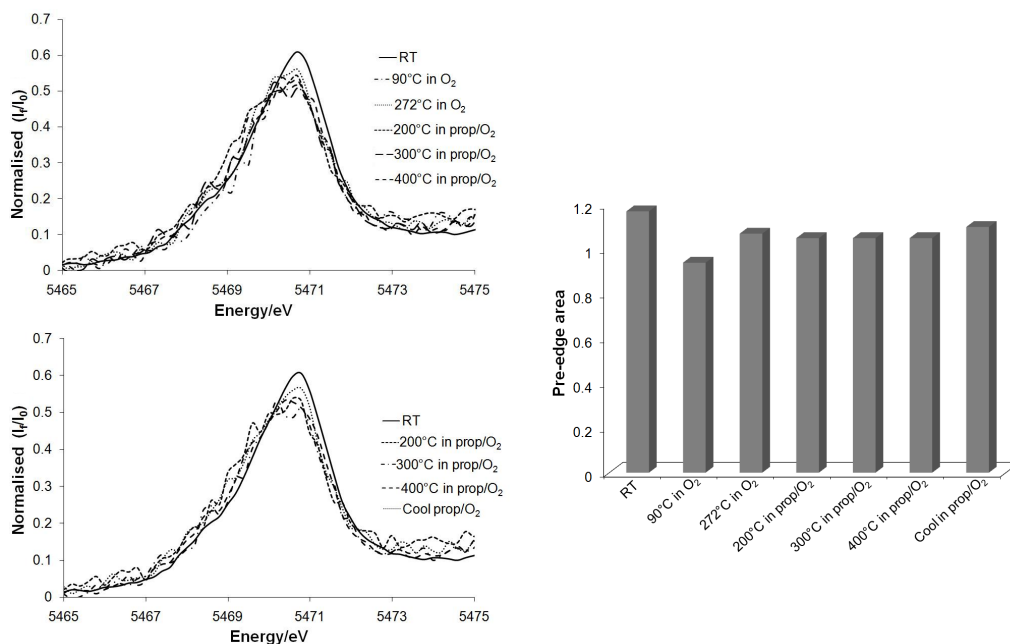 0.7
0.6
0.5
0.4
0.3
0.2
0.1
0
Normalised (I_f/I_0)
RT
90°C in O₂
272°C in O₂
200°C in prop/O₂
300°C in prop/O₂
400°C in prop/O₂
5465 5467 5469 5471 5473 5475
Energy/eV
0.7
0.6
0.5
0.4
0.3
0.2
0.1
0
Normalised (I_f/I_0)
RT
200°C in prop/O₂
300°C in prop/O₂
400°C in prop/O₂
Cool prop/O₂
5465 5467 5469 5471 5473 5475
Energy/eV
1.2
1
0.8
0.6
0.4
0.2
0
Pre-edge area
RT
90°C in O₂
272°C in O₂
200°C in prop/O₂
300°C in prop/O₂
400°C in prop/O₂
Cool in prop/O₂